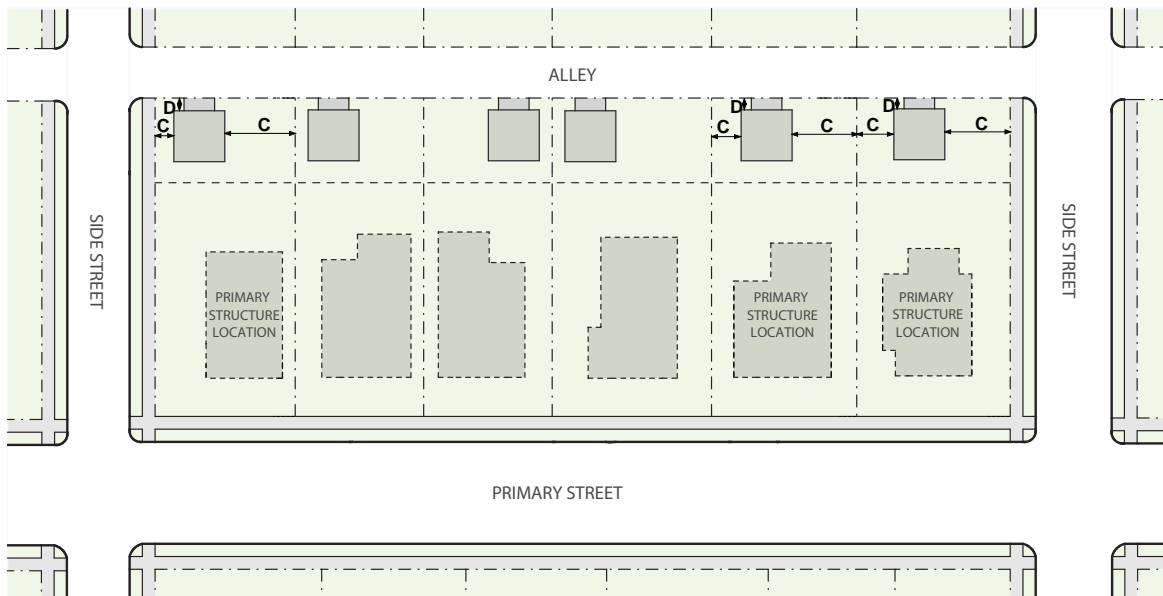 ALLEY
D
D
D
C
C
C
C
C
C
SIDE STREET
SIDE STREET
PRIMARY
STRUCTURE
LOCATION
PRIMARY
STRUCTURE
LOCATION
PRIMARY
STRUCTURE
LOCATION
PRIMARY STREET